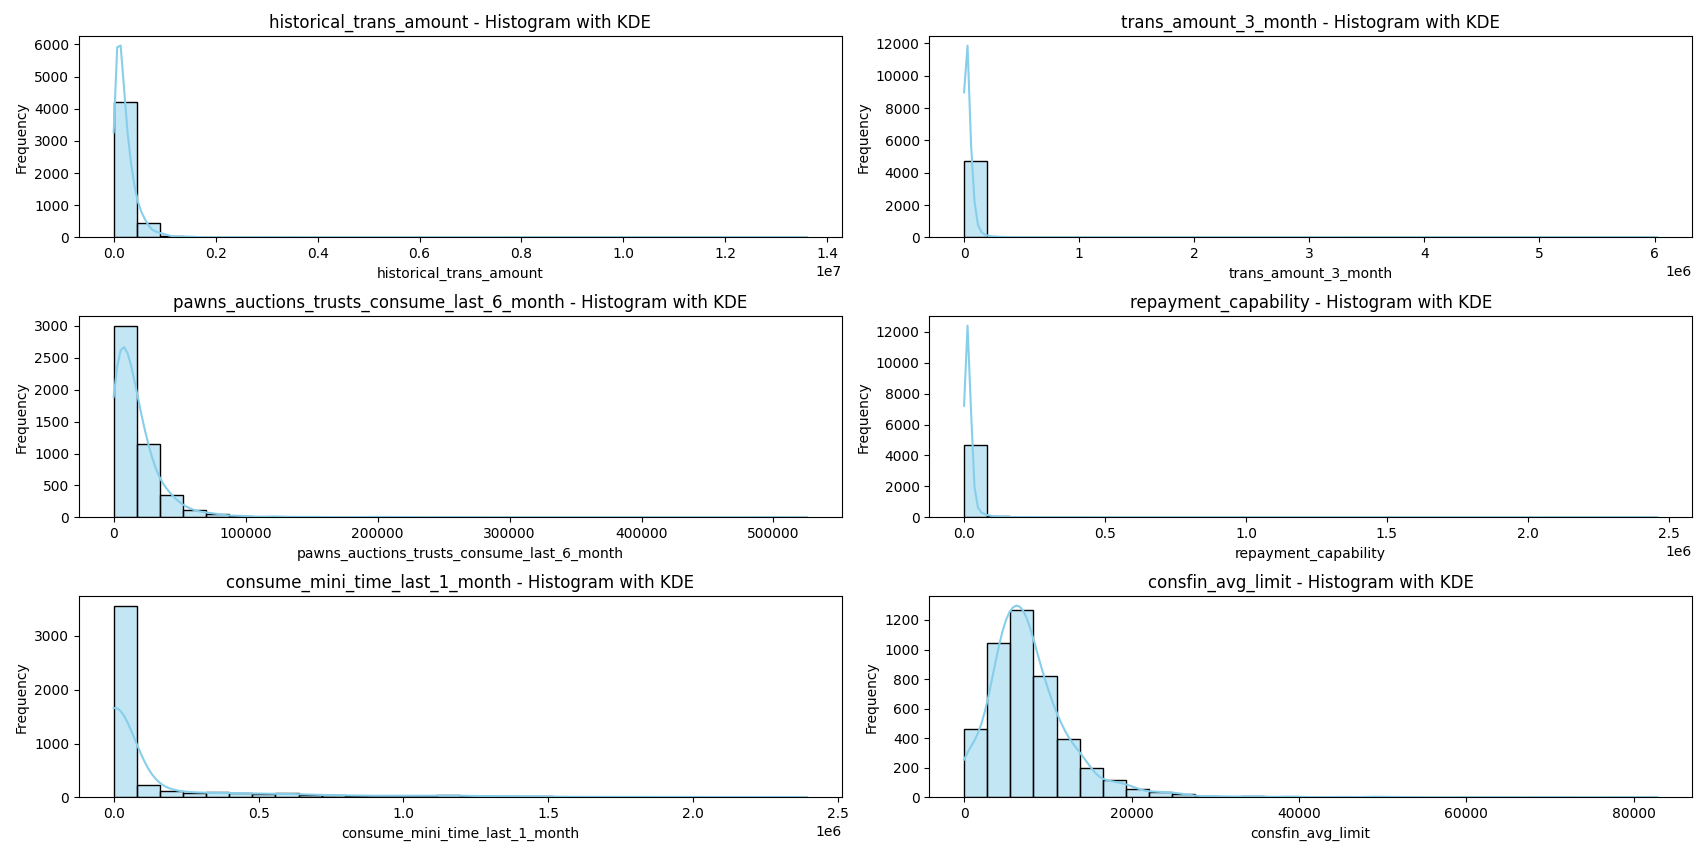 historical_trans_amount - Histogram with KDE
Frequency
6000
5000
4000
3000
2000
1000
0
0.0 0.2 0.4 0.6 0.8 1.0 1.2 1.4
1e7
historical_trans_amount
trans_amount_3_month - Histogram with KDE
Frequency
12000
10000
8000
6000
4000
2000
0
0 1 2 3 4 5 6
1e6
trans_amount_3_month
pawns_auctions_trusts_consume_last_6_month - Histogram with KDE
Frequency
3000
2500
2000
1500
1000
500
0
0 100000 200000 300000 400000 500000
pawns_auctions_trusts_consume_last_6_month
repayment_capability - Histogram with KDE
Frequency
12000
10000
8000
6000
4000
2000
0
0.0 0.5 1.0 1.5 2.0 2.5
1e6
repayment_capability
consume_mini_time_last_1_month - Histogram with KDE
Frequency
3000
2000
1000
0
0.0 0.5 1.0 1.5 2.0 2.5
1e6
consume_mini_time_last_1_month
consfin_avg_limit - Histogram with KDE
Frequency
1200
1000
800
600
400
200
0
0 20000 40000 60000 80000
consfin_avg_limit